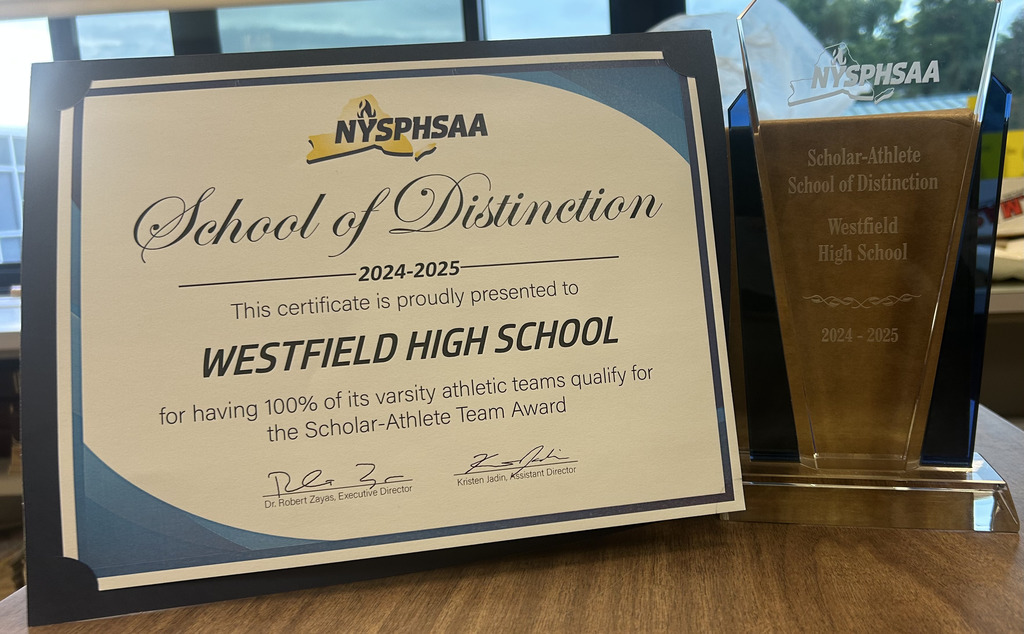 NYSPHSAA
School of Distinction
2024-2025
This certificate is proudly presented to
WESTFIELD HIGH SCHOOL
for having 100% of its varsity athletic teams qualify for
the Scholar-Athlete Team Award
Dr. Robert Zayas, Executive Director
Kristen Jadin, Assistant Director
NYSPHSAA
Scholar-Athlete
School of Distinction
Westfield
High School
2024 - 2025